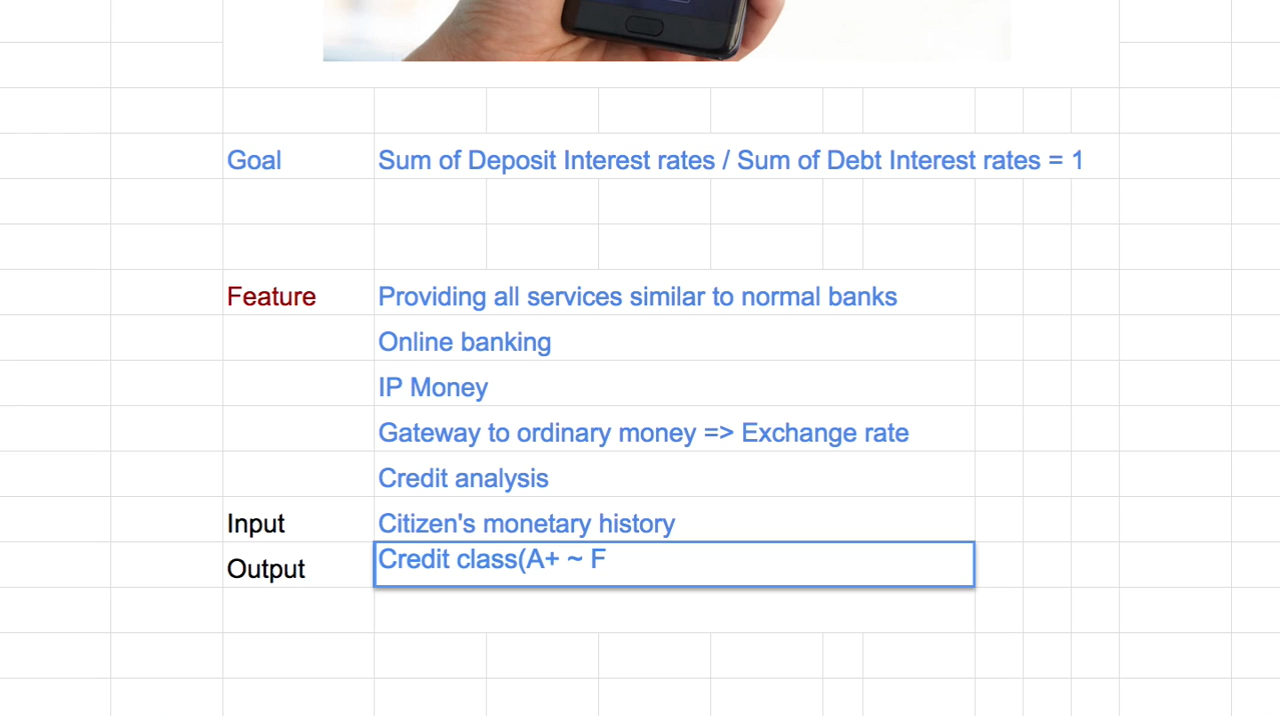 Goal Sum of Deposit Interest rates / Sum of Debt Interest rates = 1
Feature Providing all services similar to normal banks
Online banking
IP Money
Gateway to ordinary money => Exchange rate
Credit analysis
Input Citizen's monetary history
Output Credit class(A+ ~ F